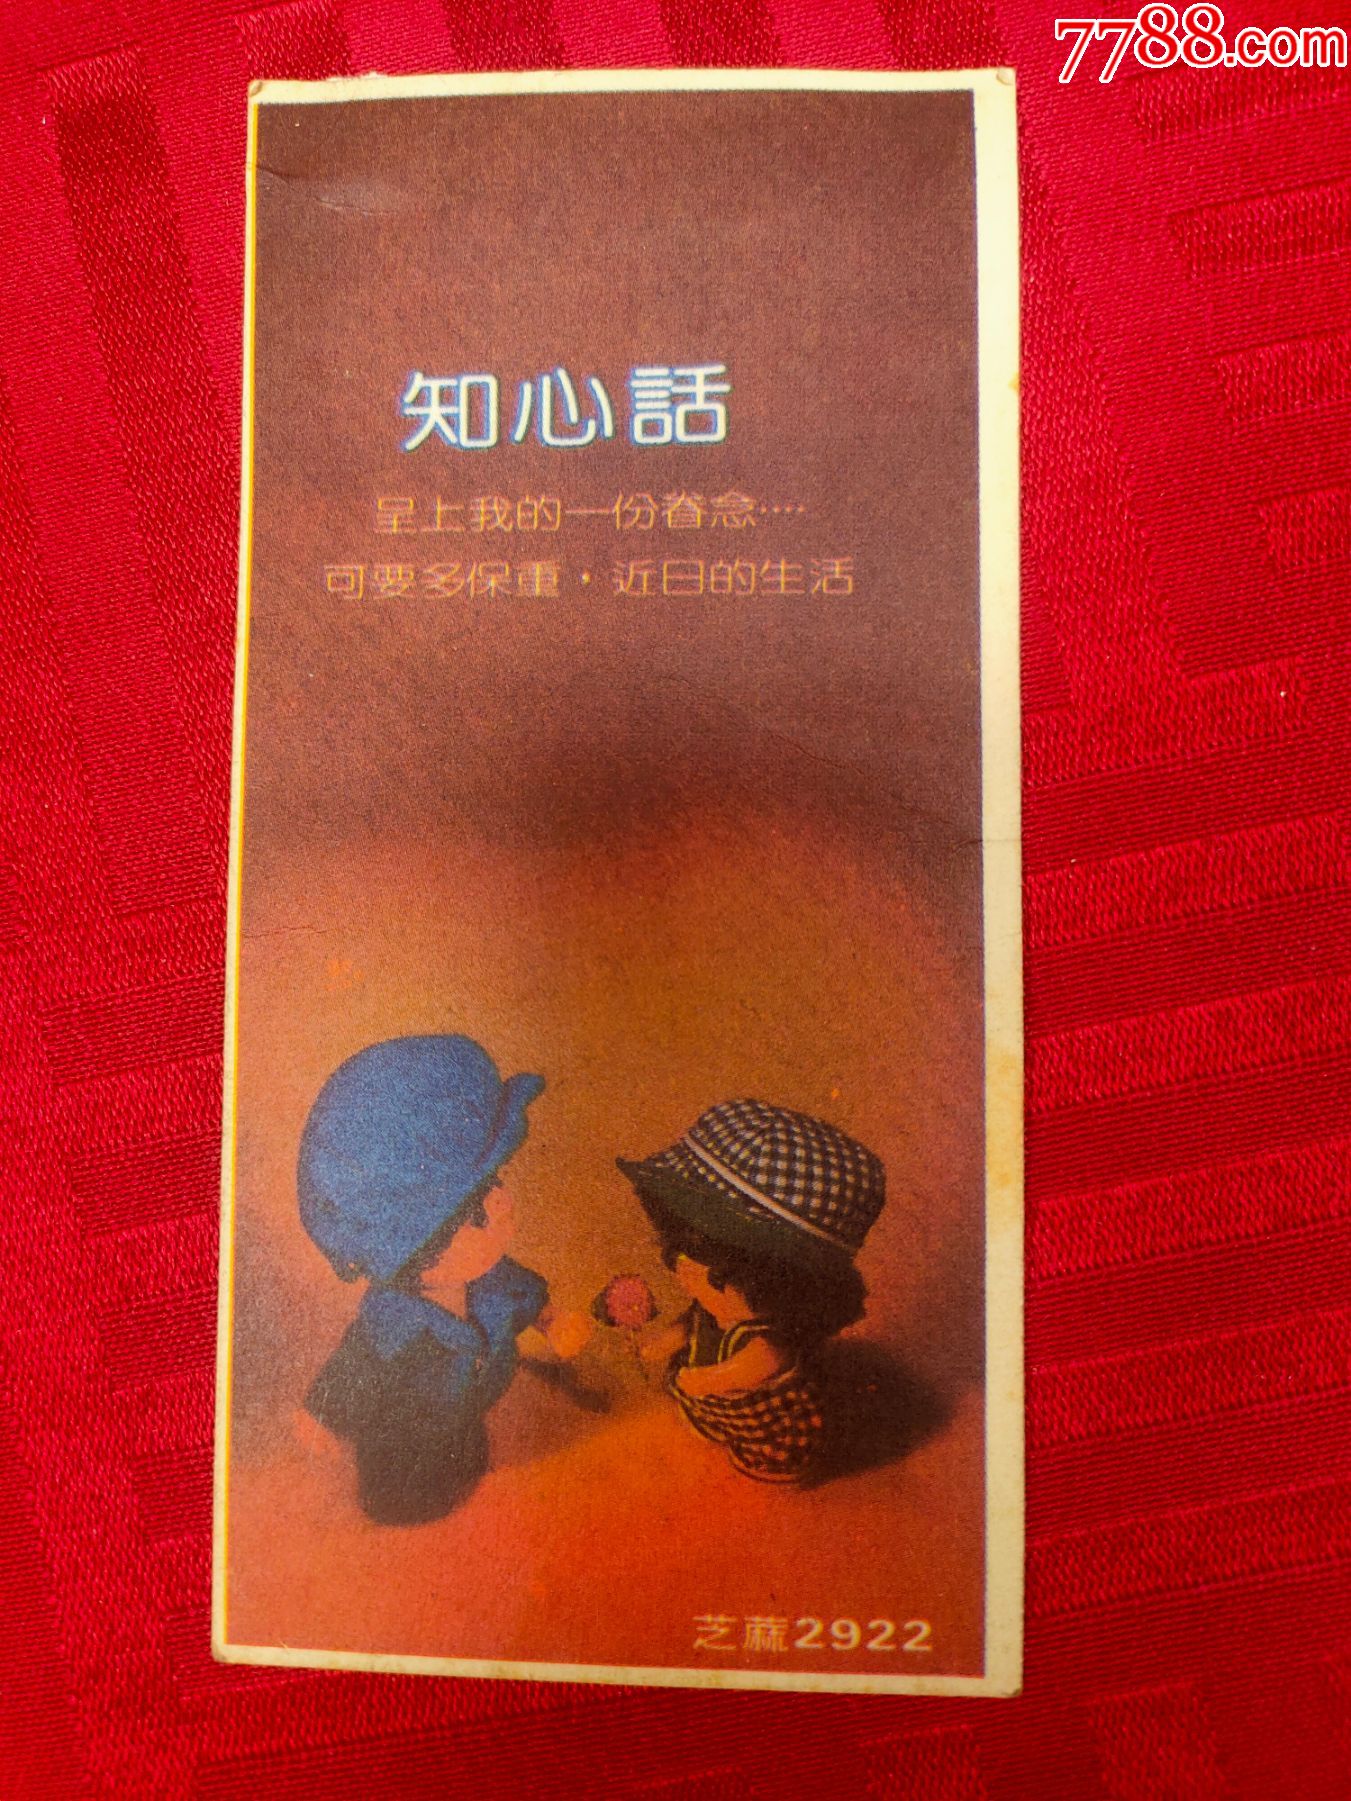 7788.com
知心話
呈上我的一份眷念····
可要多保重，近日的生活
芝蔴2922